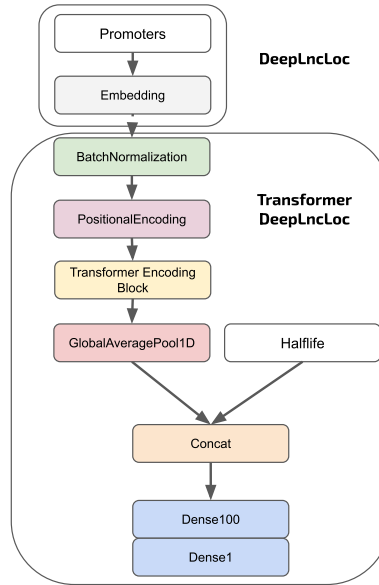 Promoters
DeepLncLoc
Embedding
BatchNormalization
Transformer
DeepLncLoc
PositionalEncoding
Transformer Encoding
Block
GlobalAveragePool1D
Halflife
Concat
Dense100
Dense1